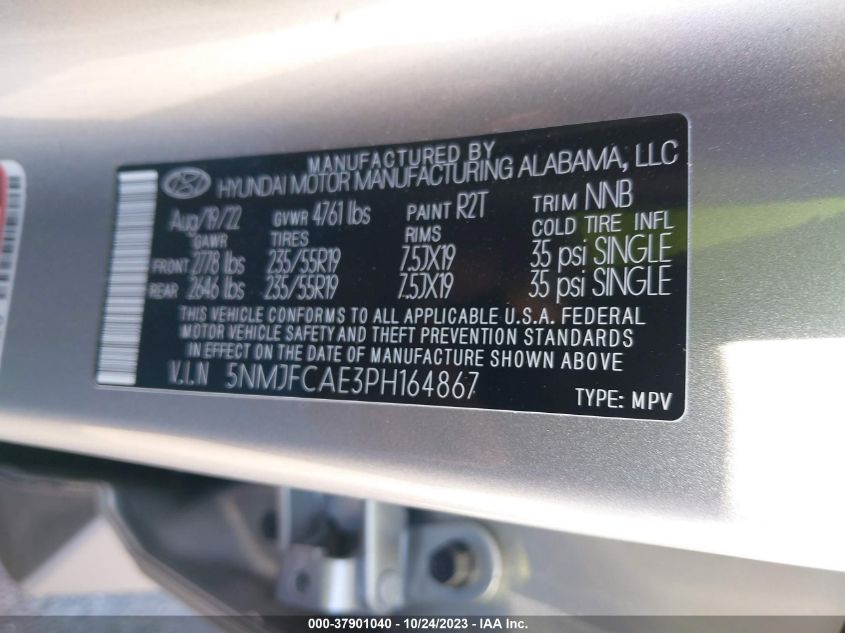 MANUFACTURED BY
HYUNDAI MOTOR MANUFACTURING ALABAMA, LLC
Aug/19/22 GVWR 4761 lbs PAINT R2T TRIM NNB
GAWR TIRES RIMS COLD TIRE INFL
FRONT 2778 lbs 235/55R19 7.5JX19 35 psi SINGLE
REAR 2646 lbs 235/55R19 7.5JX19 35 psi SINGLE
THIS VEHICLE CONFORMS TO ALL APPLICABLE U.S.A. FEDERAL
MOTOR VEHICLE SAFETY AND THEFT PREVENTION STANDARDS
IN EFFECT ON THE DATE OF MANUFACTURE SHOWN ABOVE.
V.I.N 5NMJFCAE3PH164867
TYPE: MPV
000-37901040 - 10/24/2023 - IAA Inc.